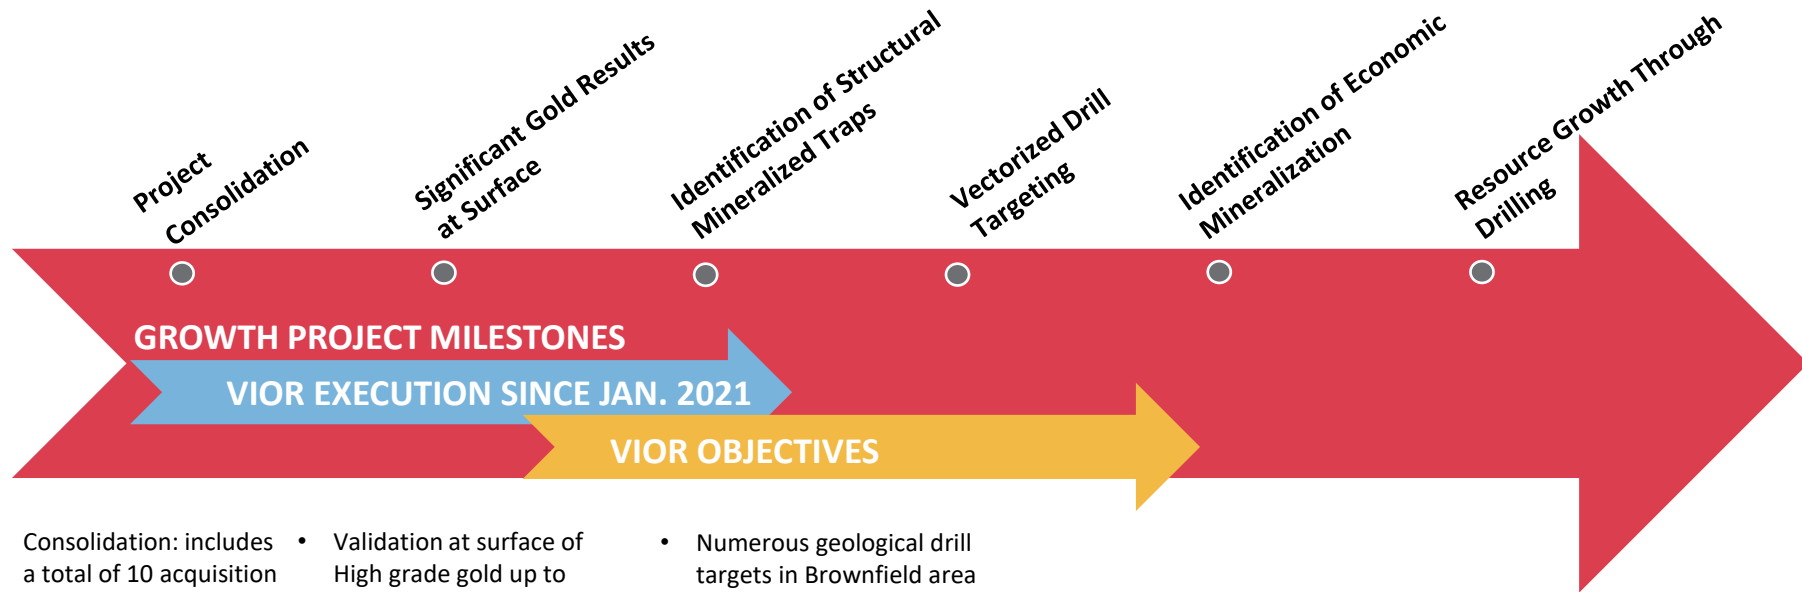 Project
Consolidation
Significant Gold Results
at Surface
Identification of Structural
Mineralized Traps
Vectorized Drill
Targeting
Identification of Economic
Mineralization
Resource Growth Through
Drilling
GROWTH PROJECT MILESTONES
VIOR EXECUTION SINCE JAN. 2021
VIOR OBJECTIVES
Consolidation: includes
a total of 10 acquisition
• Validation at surface of
High grade gold up to
• Numerous geological drill
targets in Brownfield area